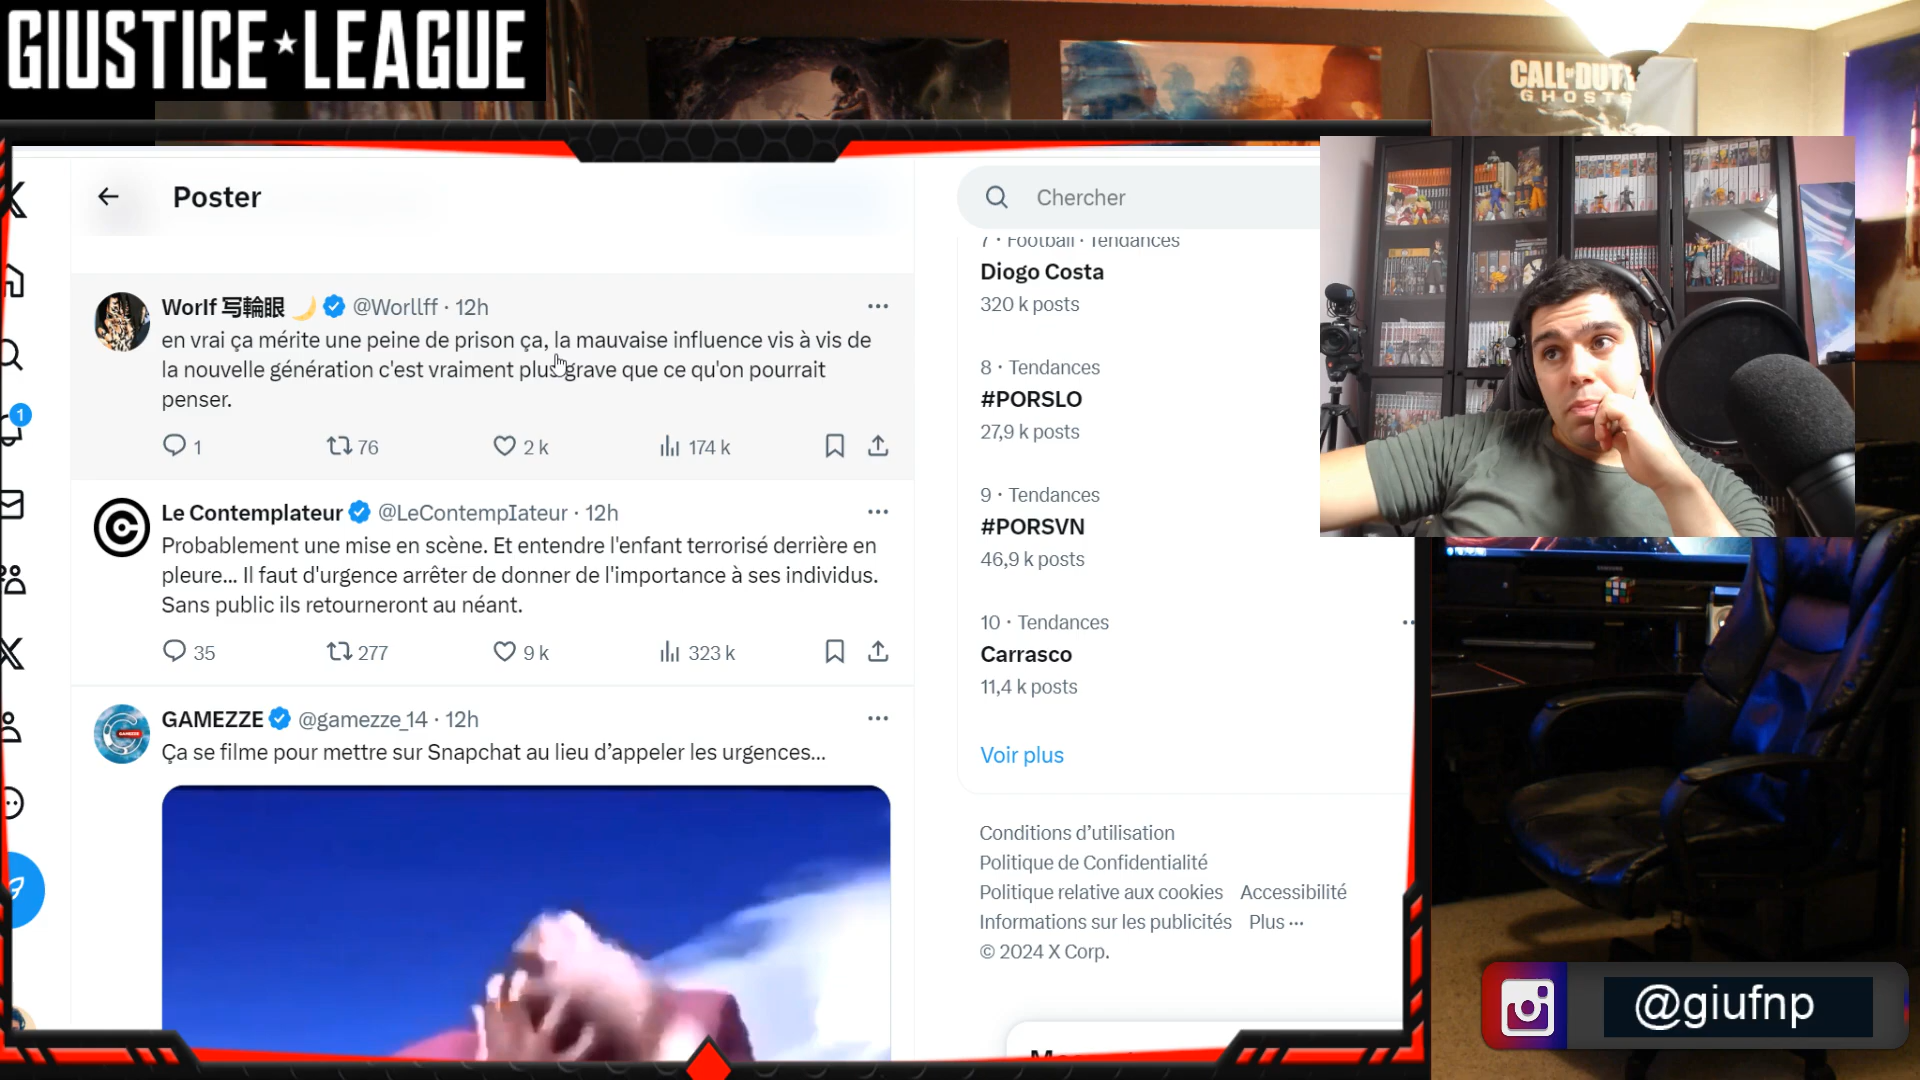 GIUSTICE★LEAGUE
CALL OF DUTY
GHOSTS
Poster
Chercher
7 · Football · Tendances
Diogo Costa
320 k posts
Worlf 写輪眼 🌙 @Worllff · 12h
en vrai ça mérite une peine de prison ça, la mauvaise influence vis à vis de
la nouvelle génération c'est vraiment plus grave que ce qu'on pourrait
penser.
1 76 2 k 174 k
8 · Tendances
#PORSLO
27,9 k posts
1
Le Contemplateur @LeContempIateur · 12h
Probablement une mise en scène. Et entendre l'enfant terrorisé derrière en
pleure... Il faut d'urgence arrêter de donner de l'importance à ses individus.
Sans public ils retourneront au néant.
35 277 9 k 323 k
9 · Tendances
#PORSVN
46,9 k posts
10 · Tendances
Carrasco
11,4 k posts
GAMEZZE @gamezze_14 · 12h
Ça se filme pour mettre sur Snapchat au lieu d’appeler les urgences...
Voir plus
Conditions d’utilisation
Politique de Confidentialité
Politique relative aux cookies Accessibilité
Informations sur les publicités Plus ···
© 2024 X Corp.
@giufnp